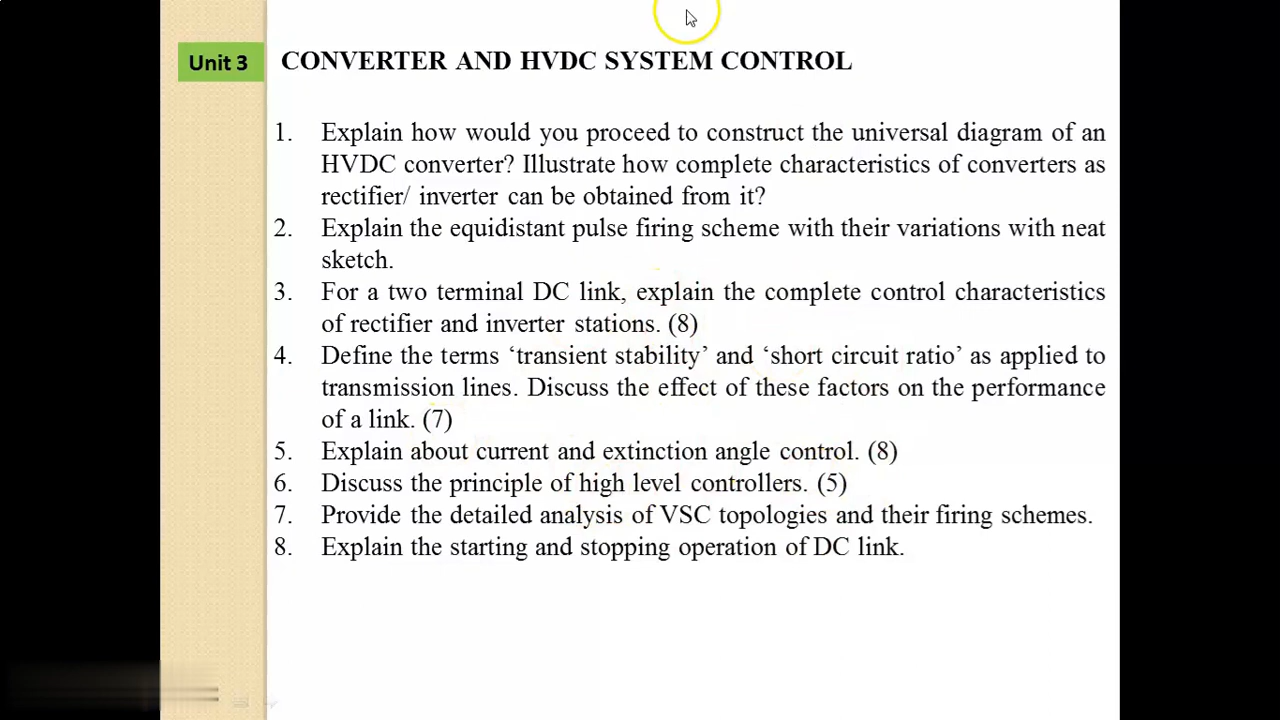 Unit 3
CONVERTER AND HVDC SYSTEM CONTROL
1. Explain how would you proceed to construct the universal diagram of an
HVDC converter? Illustrate how complete characteristics of converters as
rectifier/ inverter can be obtained from it?
2. Explain the equidistant pulse firing scheme with their variations with neat
sketch.
3. For a two terminal DC link, explain the complete control characteristics
of rectifier and inverter stations. (8)
4. Define the terms ‘transient stability’ and ‘short circuit ratio’ as applied to
transmission lines. Discuss the effect of these factors on the performance
of a link. (7)
5. Explain about current and extinction angle control. (8)
6. Discuss the principle of high level controllers. (5)
7. Provide the detailed analysis of VSC topologies and their firing schemes.
8. Explain the starting and stopping operation of DC link.